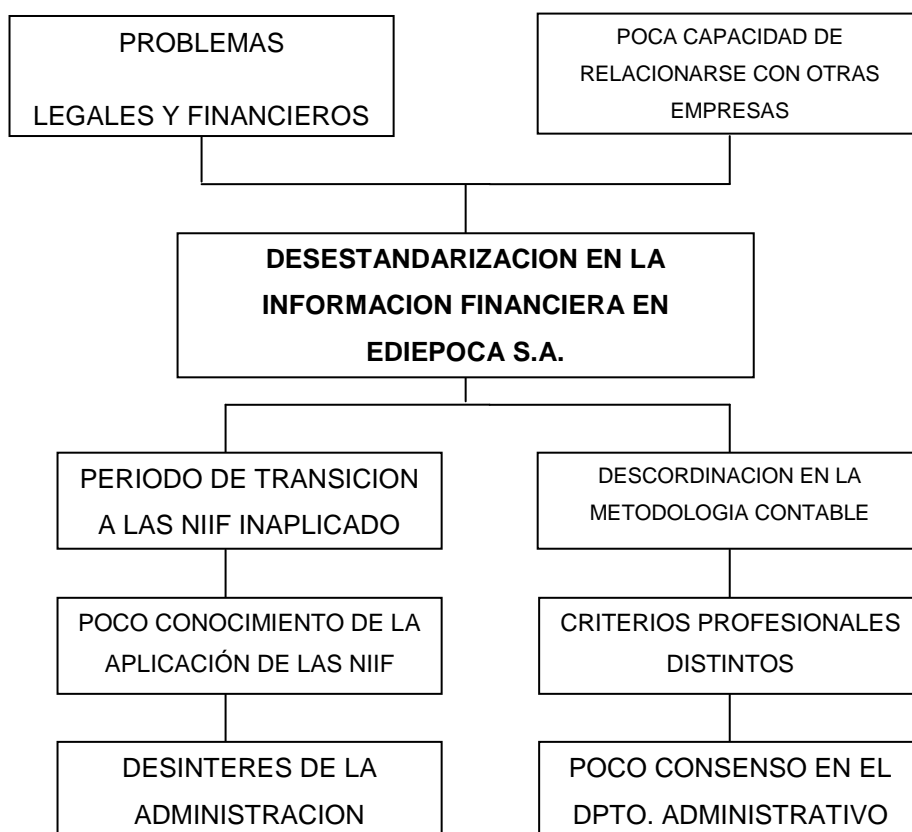 PROBLEMAS
LEGALES Y FINANCIEROS
POCA CAPACIDAD DE
RELACIONARSE CON OTRAS
EMPRESAS
DESESTANDARIZACION EN LA
INFORMACION FINANCIERA EN
EDIEPOCA S.A.
PERIODO DE TRANSICION
A LAS NIIF INAPLICADO
DESCORDINACION EN LA
METODOLOGIA CONTABLE
POCO CONOCIMIENTO DE LA
APLICACIÓN DE LAS NIIF
CRITERIOS PROFESIONALES
DISTINTOS
DESINTERES DE LA
ADMINISTRACION
POCO CONSENSO EN EL
DPTO. ADMINISTRATIVO